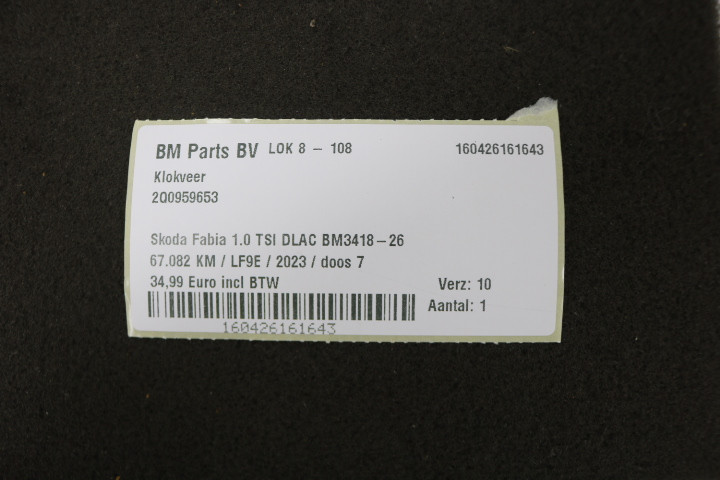 BM Parts BV LOK 8 - 108 160426161643
Klokveer
2Q0959653
Skoda Fabia 1.0 TSI DLAC BM3418-26
67.082 KM / LF9E / 2023 / doos 7
34,99 Euro incl BTW Verz: 10
Aantal: 1
160426161643